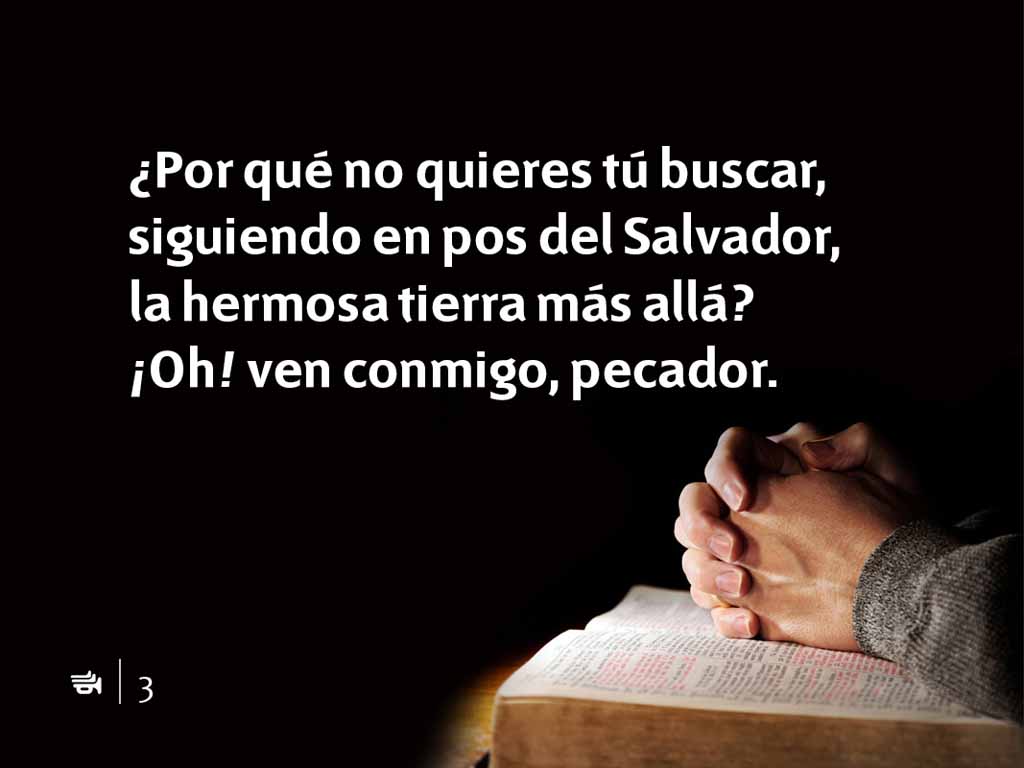 ¿Por qué no quieres tú buscar,
siguiendo en pos del Salvador,
la hermosa tierra más allá?
¡Oh! ven conmigo, pecador.
3